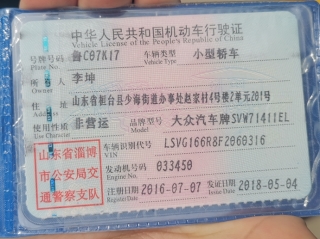 中华人民共和国机动车行驶证
Vehicle License of the People's Republic of China
号牌号码 鲁C07K17 车辆类型 小型轿车
Plate No. Vehicle Type
所有人 李坤
Owner
住址 山东省桓台县少海街道办事处赵家村4号楼2单元201号
Address
使用性质 非营运 品牌型号 大众汽车牌SVW71411EL
Use Character Model
山东省淄博市公安局交通警察支队
车辆识别代号 LSVG166R8F2060316
VIN
发动机号码 033450
Engine No.
注册日期 2016-07-07 发证日期 2018-05-04
Register Date Issue Date